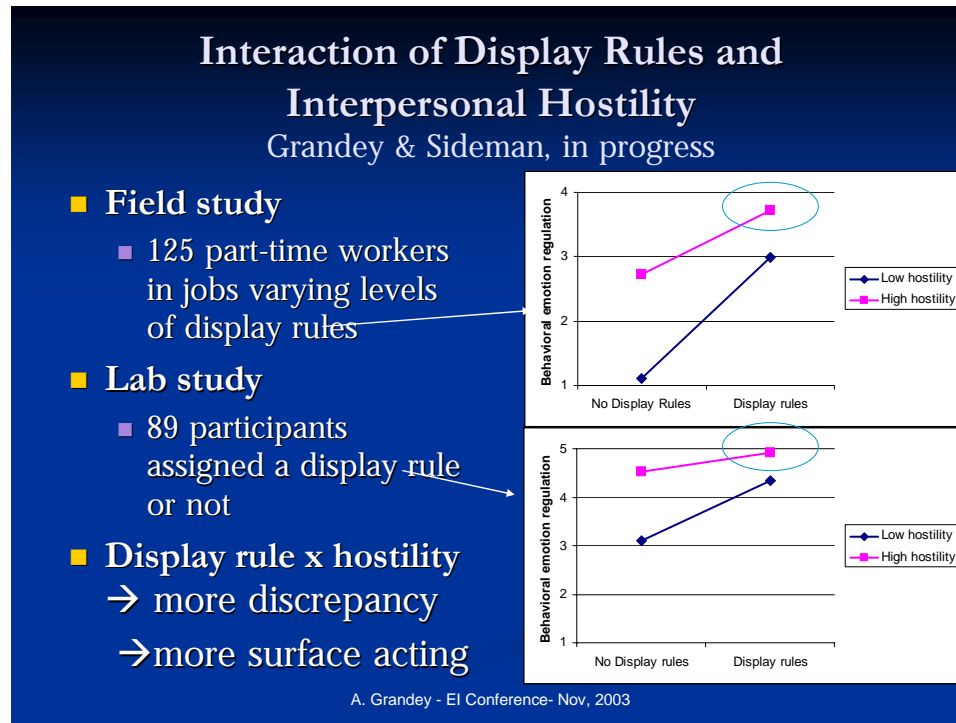 Interaction of Display Rules and
Interpersonal Hostility
Grandey & Sideman, in progress
Field study
125 part-time workers
in jobs varying levels
of display rules
Lab study
89 participants
assigned a display rule
or not
Display rule x hostility
→ more discrepancy
→more surface acting
Behavioral emotion regulation
4
3
2
1
No Display Rules
Display rules
Low hostility
High hostility
Behavioral emotion regulation
5
4
3
2
1
No Display rules
Display rules
Low hostility
High hostility
A. Grandey - EI Conference- Nov, 2003